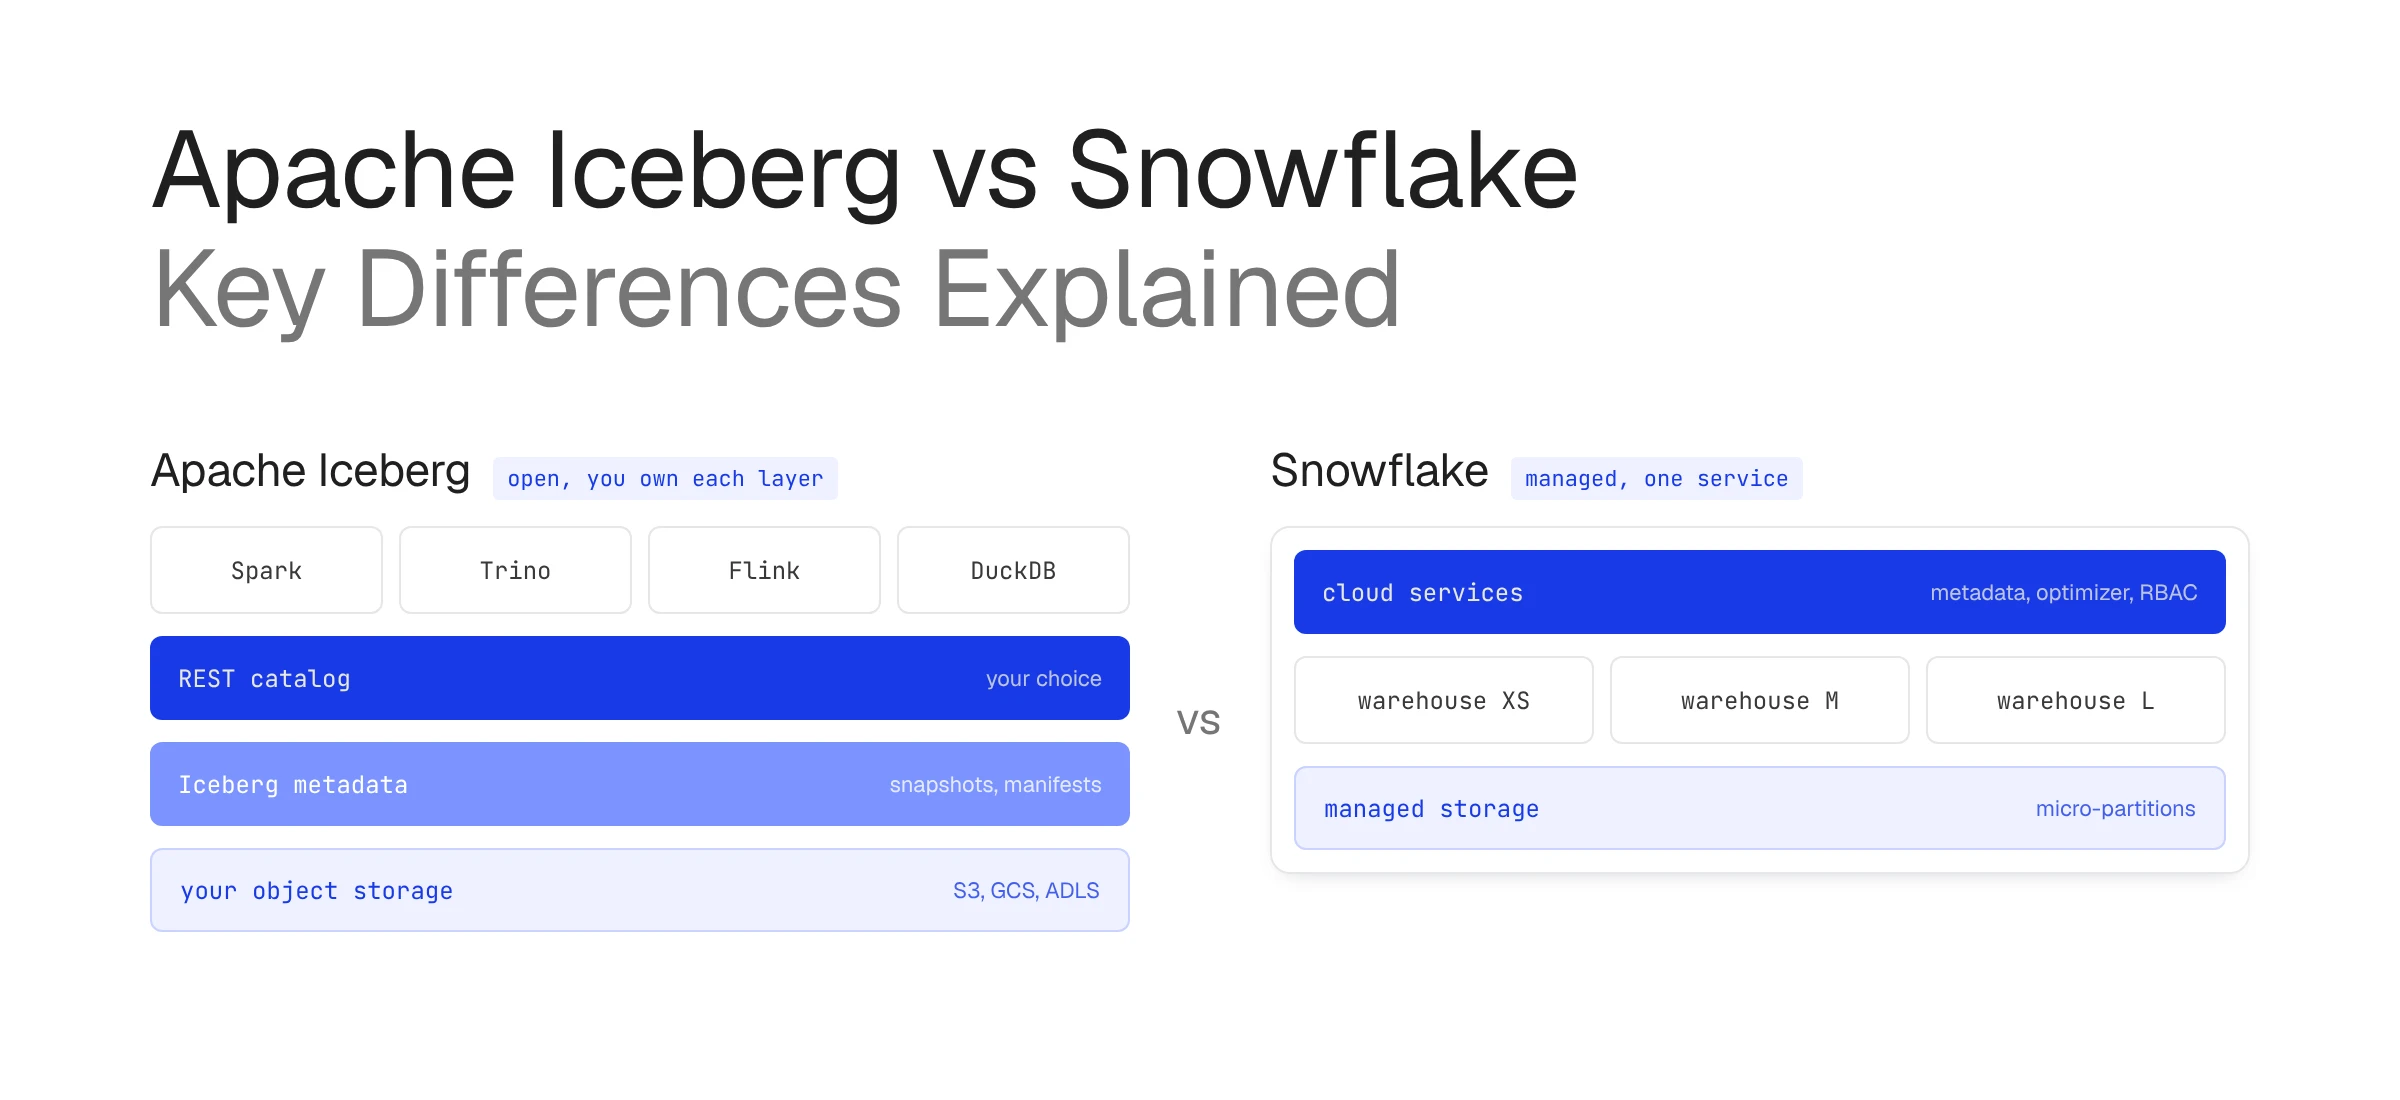 Apache Iceberg vs Snowflake
Key Differences Explained
Apache Iceberg open, you own each layer
Spark Trino Flink DuckDB
REST catalog your choice
Iceberg metadata snapshots, manifests
your object storage S3, GCS, ADLS
vs
Snowflake managed, one service
cloud services metadata, optimizer, RBAC
warehouse XS warehouse M warehouse L
managed storage micro-partitions